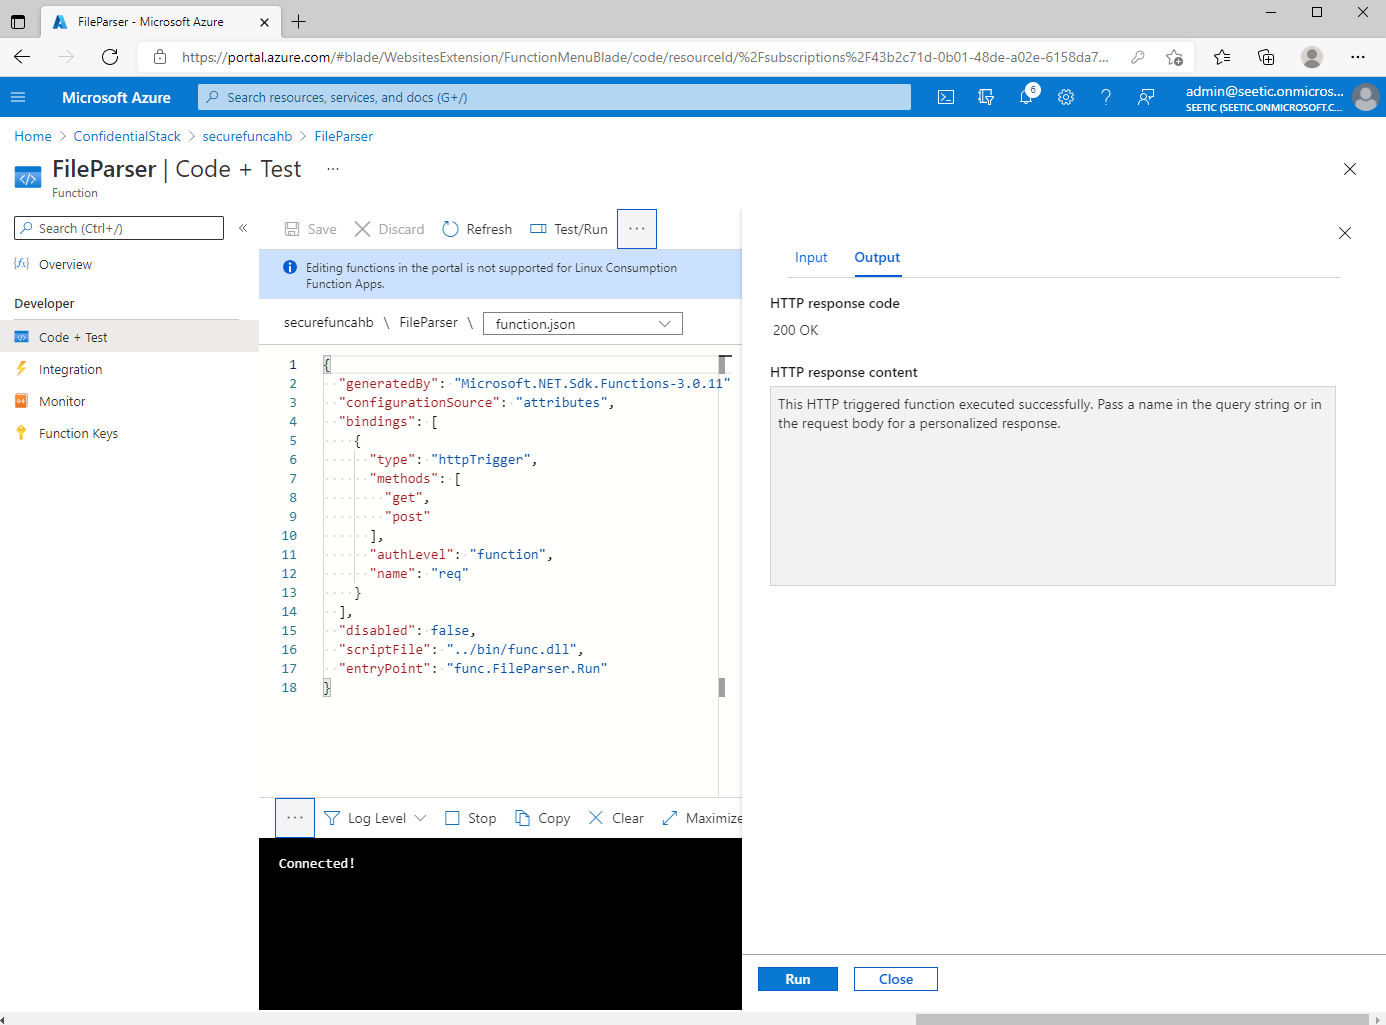 FileParser - Microsoft Azure
https://portal.azure.com/#blade/WebsitesExtension/FunctionMenuBlade/code/resourceId/%2Fsubscriptions%2F43b2c71d-0b01-48de-a02e-6158da7...
Microsoft Azure
Search resources, services, and docs (G+/)
6
admin@seetic.onmicros...
SEETIC (SEETIC.ONMICROSOFT.C...
Home > ConfidentialStack > securefuncahb > FileParser
FileParser | Code + Test ...
Function
Search (Ctrl+/) «
Overview
Developer
Code + Test
Integration
Monitor
Function Keys
Save Discard Refresh Test/Run ...
Editing functions in the portal is not supported for Linux Consumption
Function Apps.
securefuncahb \ FileParser \ function.json
1 {
2 "generatedBy": "Microsoft.NET.Sdk.Functions-3.0.11"
3 "configurationSource": "attributes",
4 "bindings": [
5 {
6 "type": "httpTrigger",
7 "methods": [
8 "get",
9 "post"
10 ],
11 "authLevel": "function",
12 "name": "req"
13 }
14 ],
15 "disabled": false,
16 "scriptFile": "../bin/func.dll",
17 "entryPoint": "func.FileParser.Run"
18 }
... Log Level Stop Copy Clear Maximize
Connected!
Input Output
HTTP response code
200 OK
HTTP response content
This HTTP triggered function executed successfully. Pass a name in the query string or in
the request body for a personalized response.
Run Close